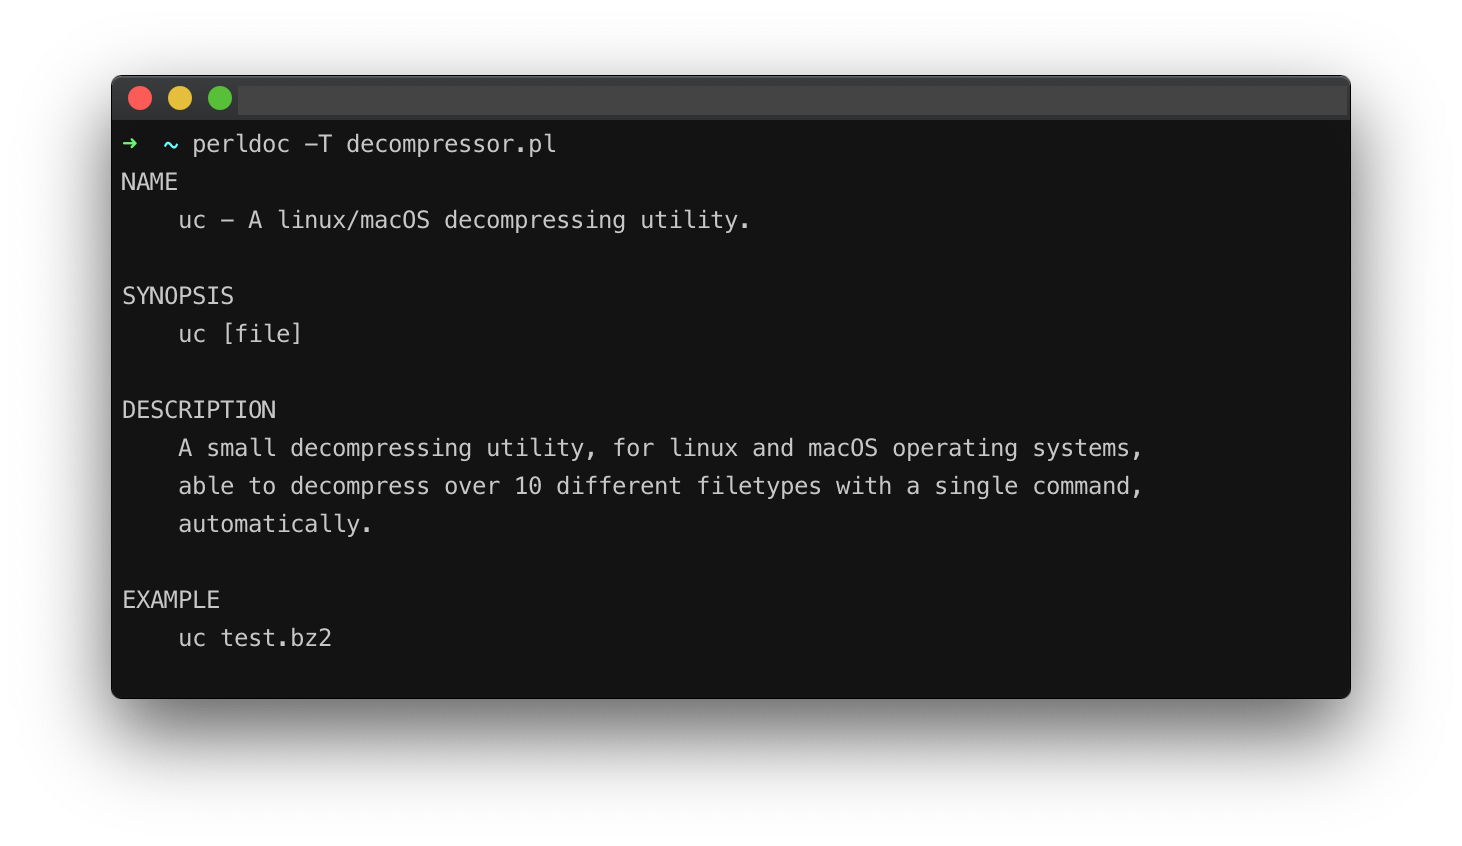 ➜ ~ perldoc -T decompressor.pl
NAME
uc - A linux/macOS decompressing utility.
SYNOPSIS
uc [file]
DESCRIPTION
A small decompressing utility, for linux and macOS operating systems,
able to decompress over 10 different filetypes with a single command,
automatically.
EXAMPLE
uc test.bz2